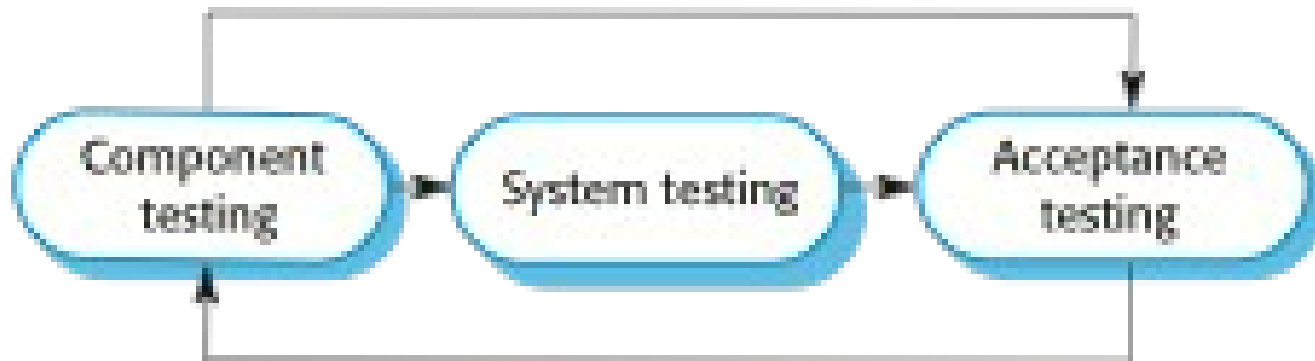 Component
testing
System testing
Acceptance
testing